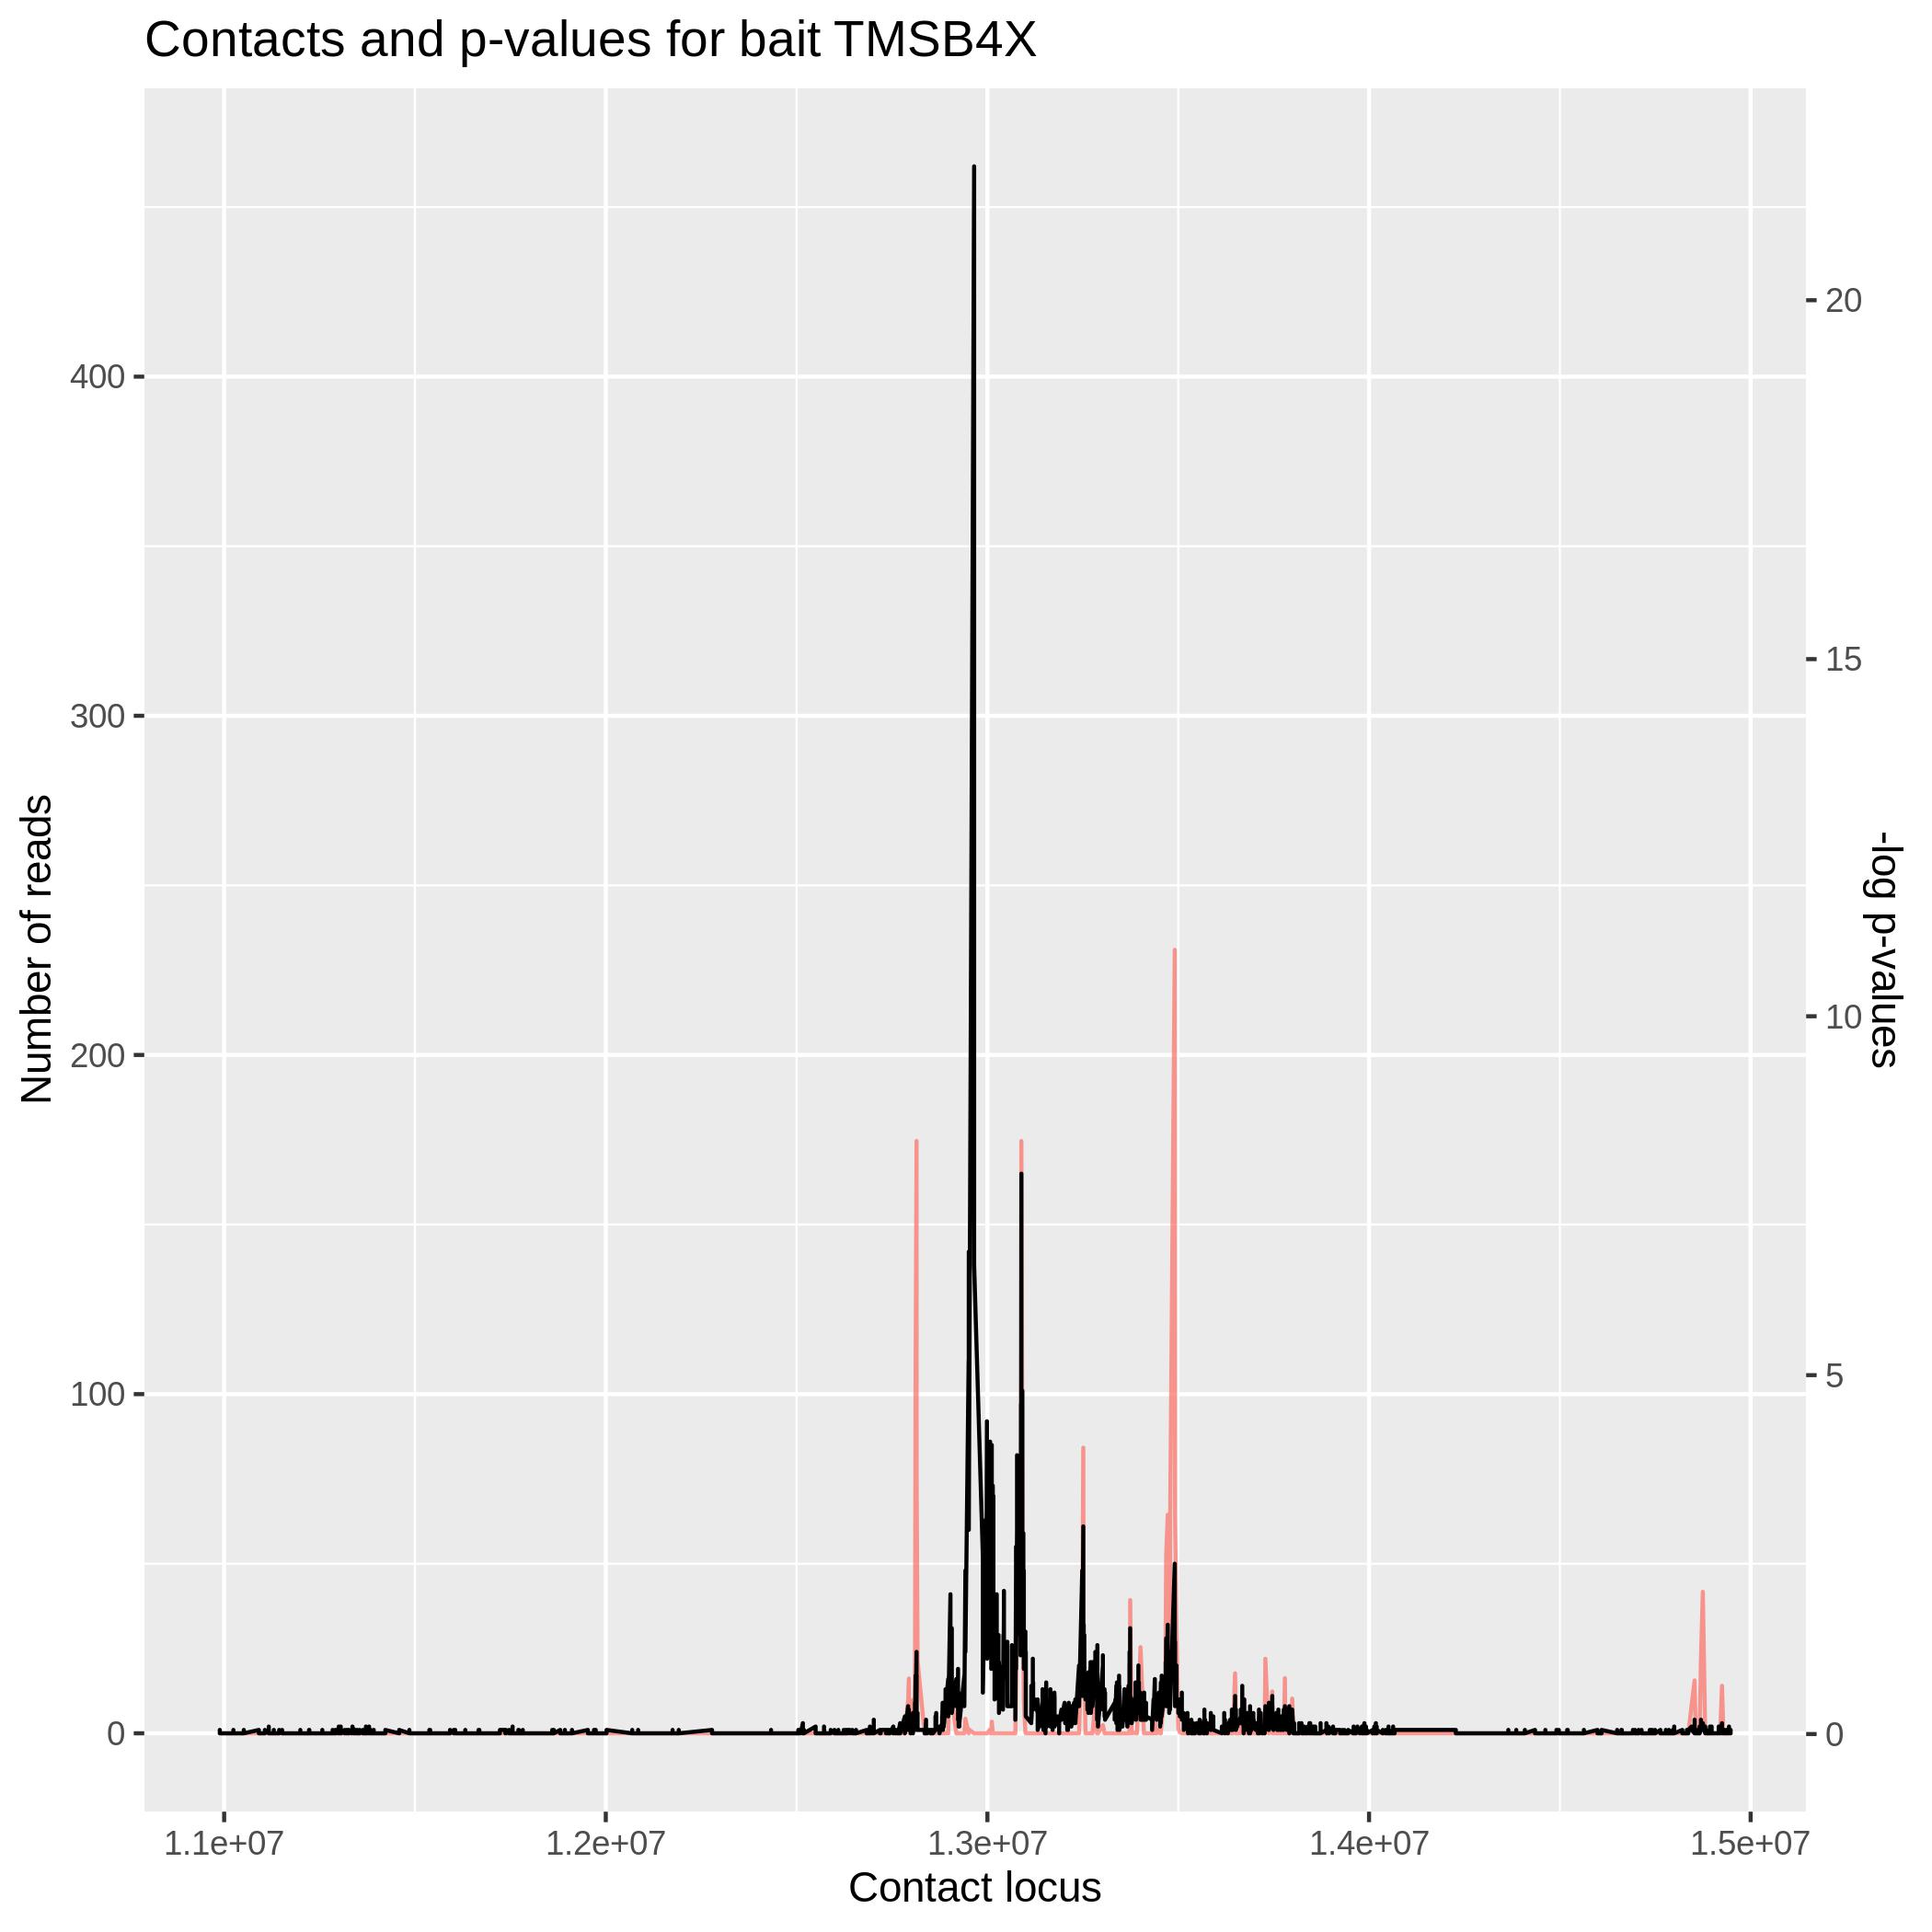 Contacts and p-values for bait TMSB4X
Number of reads
400
300
200
100
0
20
15
10
5
0
-log p-values
1.1e+07 1.2e+07 1.3e+07 1.4e+07 1.5e+07
Contact locus